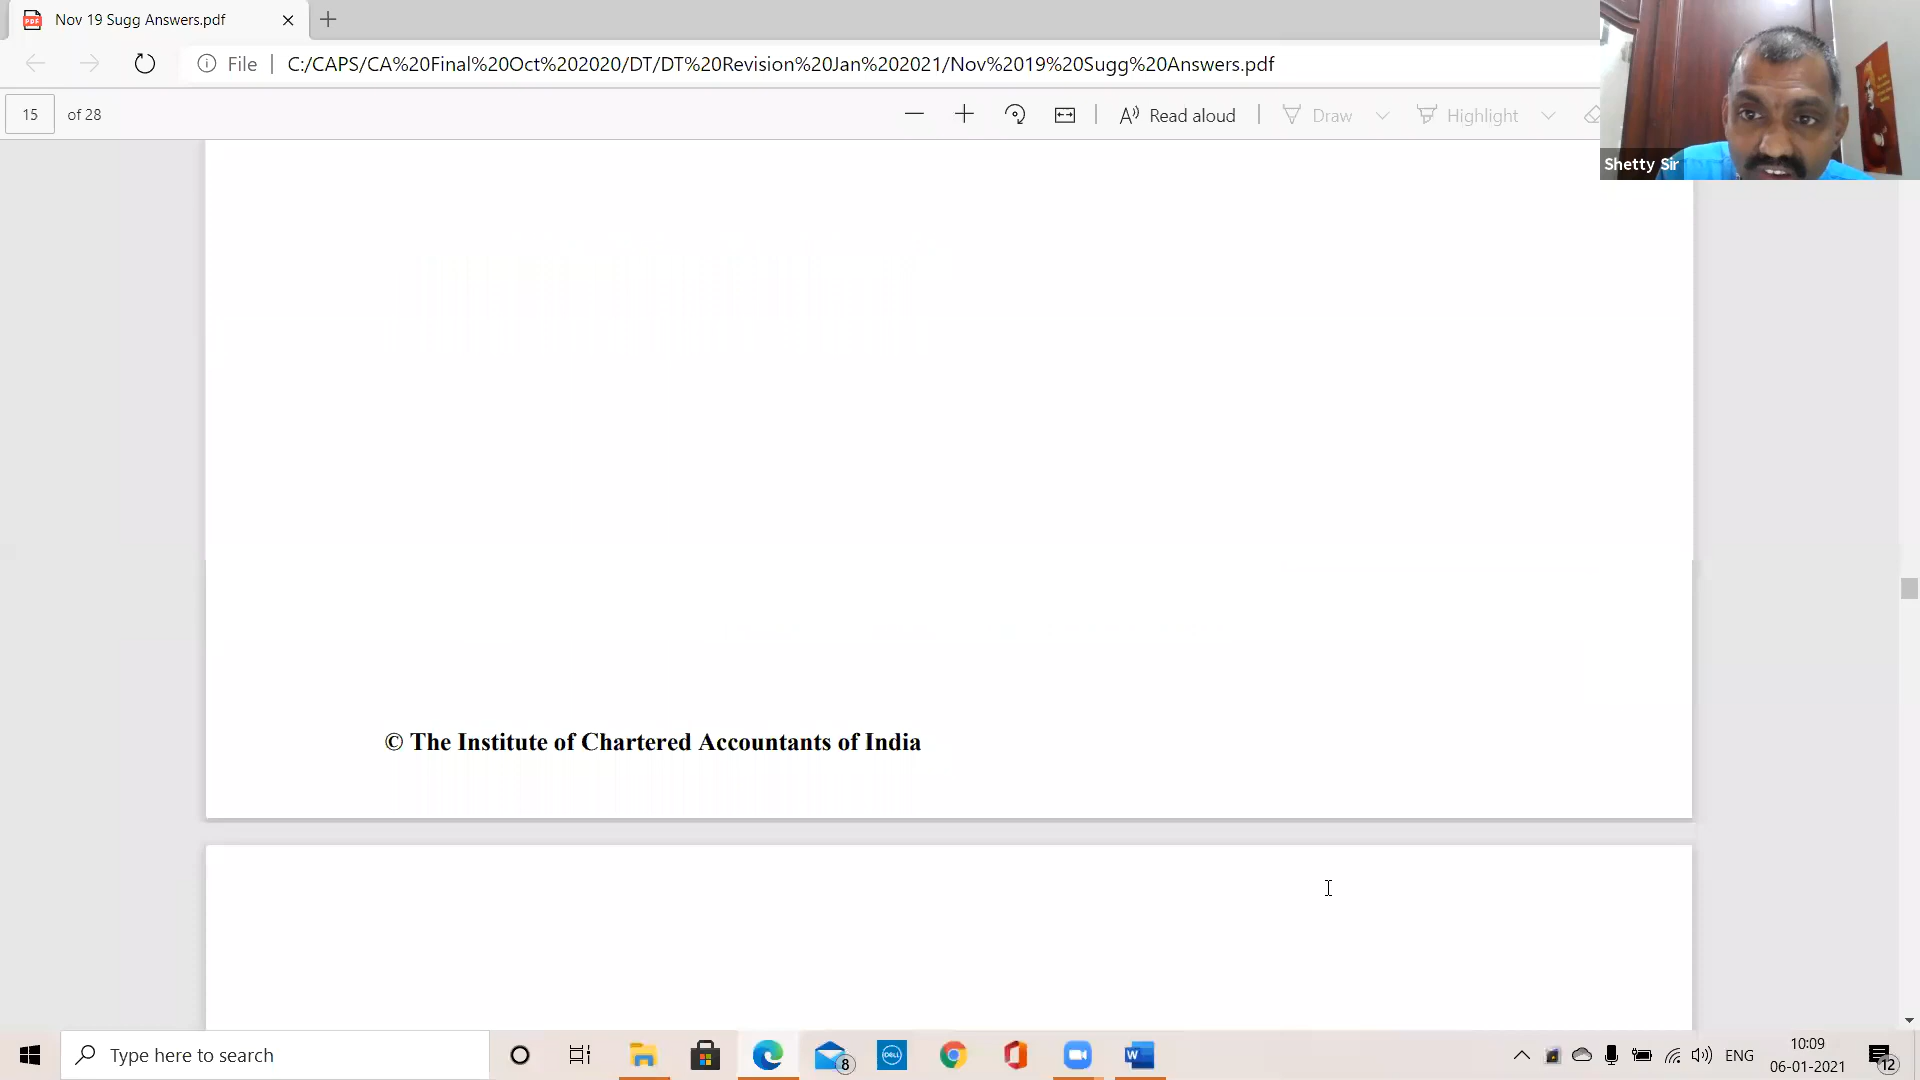 Nov 19 Sugg Answers.pdf
File
C:/CAPS/CA%20Final%20Oct%202020/DT/DT%20Revision%20Jan%202021/Nov%2019%20Sugg%20Answers.pdf
15 of 28
Read aloud
Draw
Highlight
Shetty Sir
© The Institute of Chartered Accountants of India
Type here to search
8
DELL
ENG
10:09
06-01-2021
12